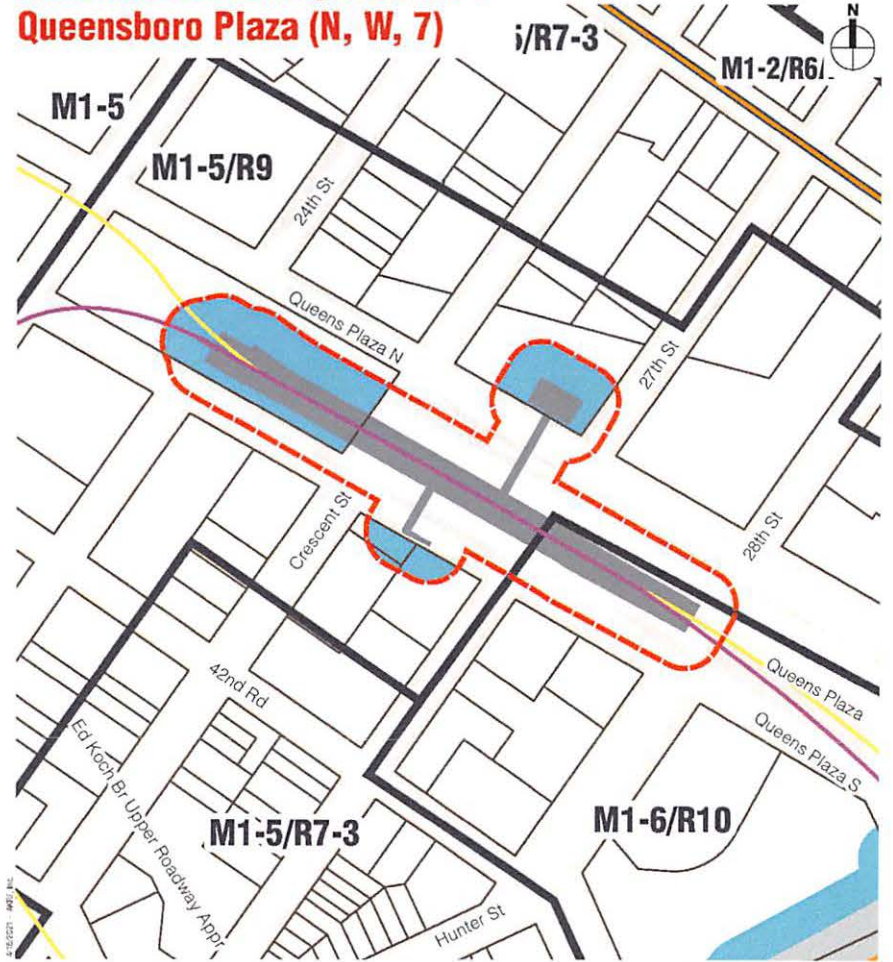 Queensboro Plaza (N, W, 7)
/R7-3
N
M1-2/R6
M1-5
M1-5/R9
24th St
Queens Plaza N
27th St
28th St
Crescent St
42nd Rd
Queens Plaza
Queens Plaza S
Ed Koch Br Upper Roadway Appr
M1-5/R7-3
M1-6/R10
Hunter St